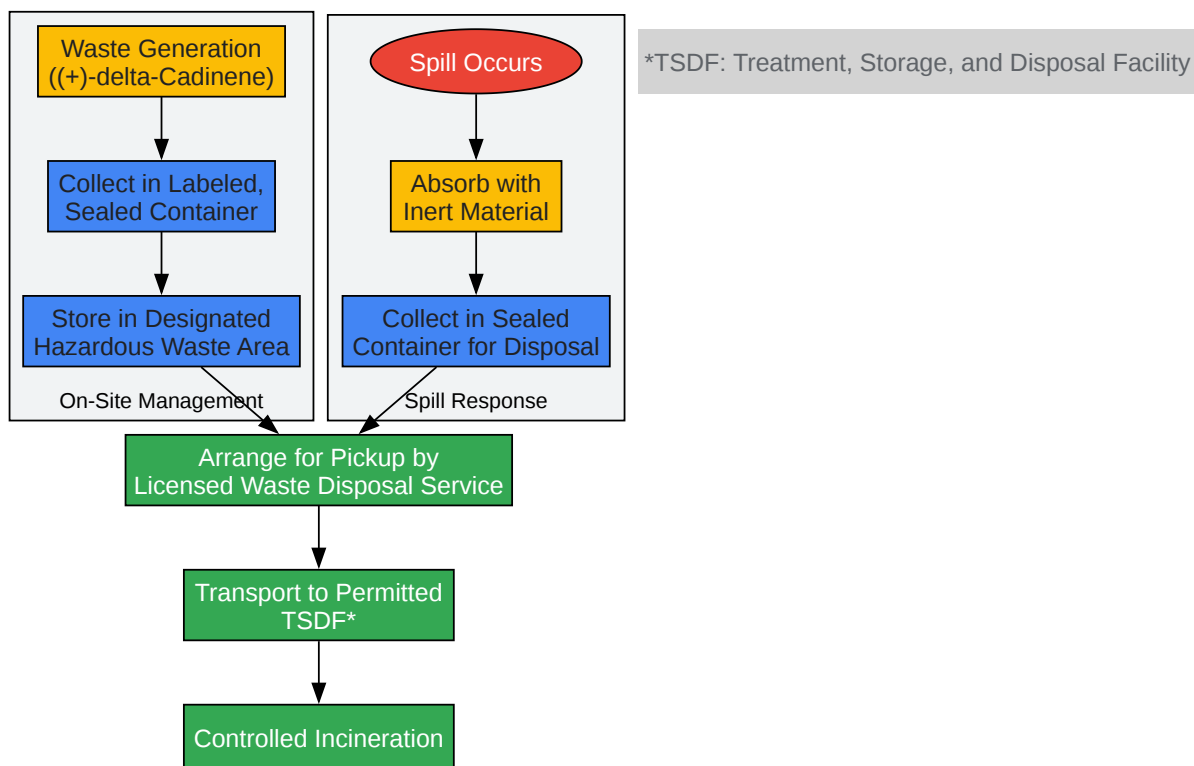 Waste Generation
((+)-delta-Cadinene)
Collect in Labeled,
Sealed Container
Store in Designated
Hazardous Waste Area
On-Site Management
Spill Occurs
Absorb with
Inert Material
Collect in Sealed
Container for Disposal
Spill Response
*TSDF: Treatment, Storage, and Disposal Facility
Arrange for Pickup by
Licensed Waste Disposal Service
Transport to Permitted
TSDF*
Controlled Incineration